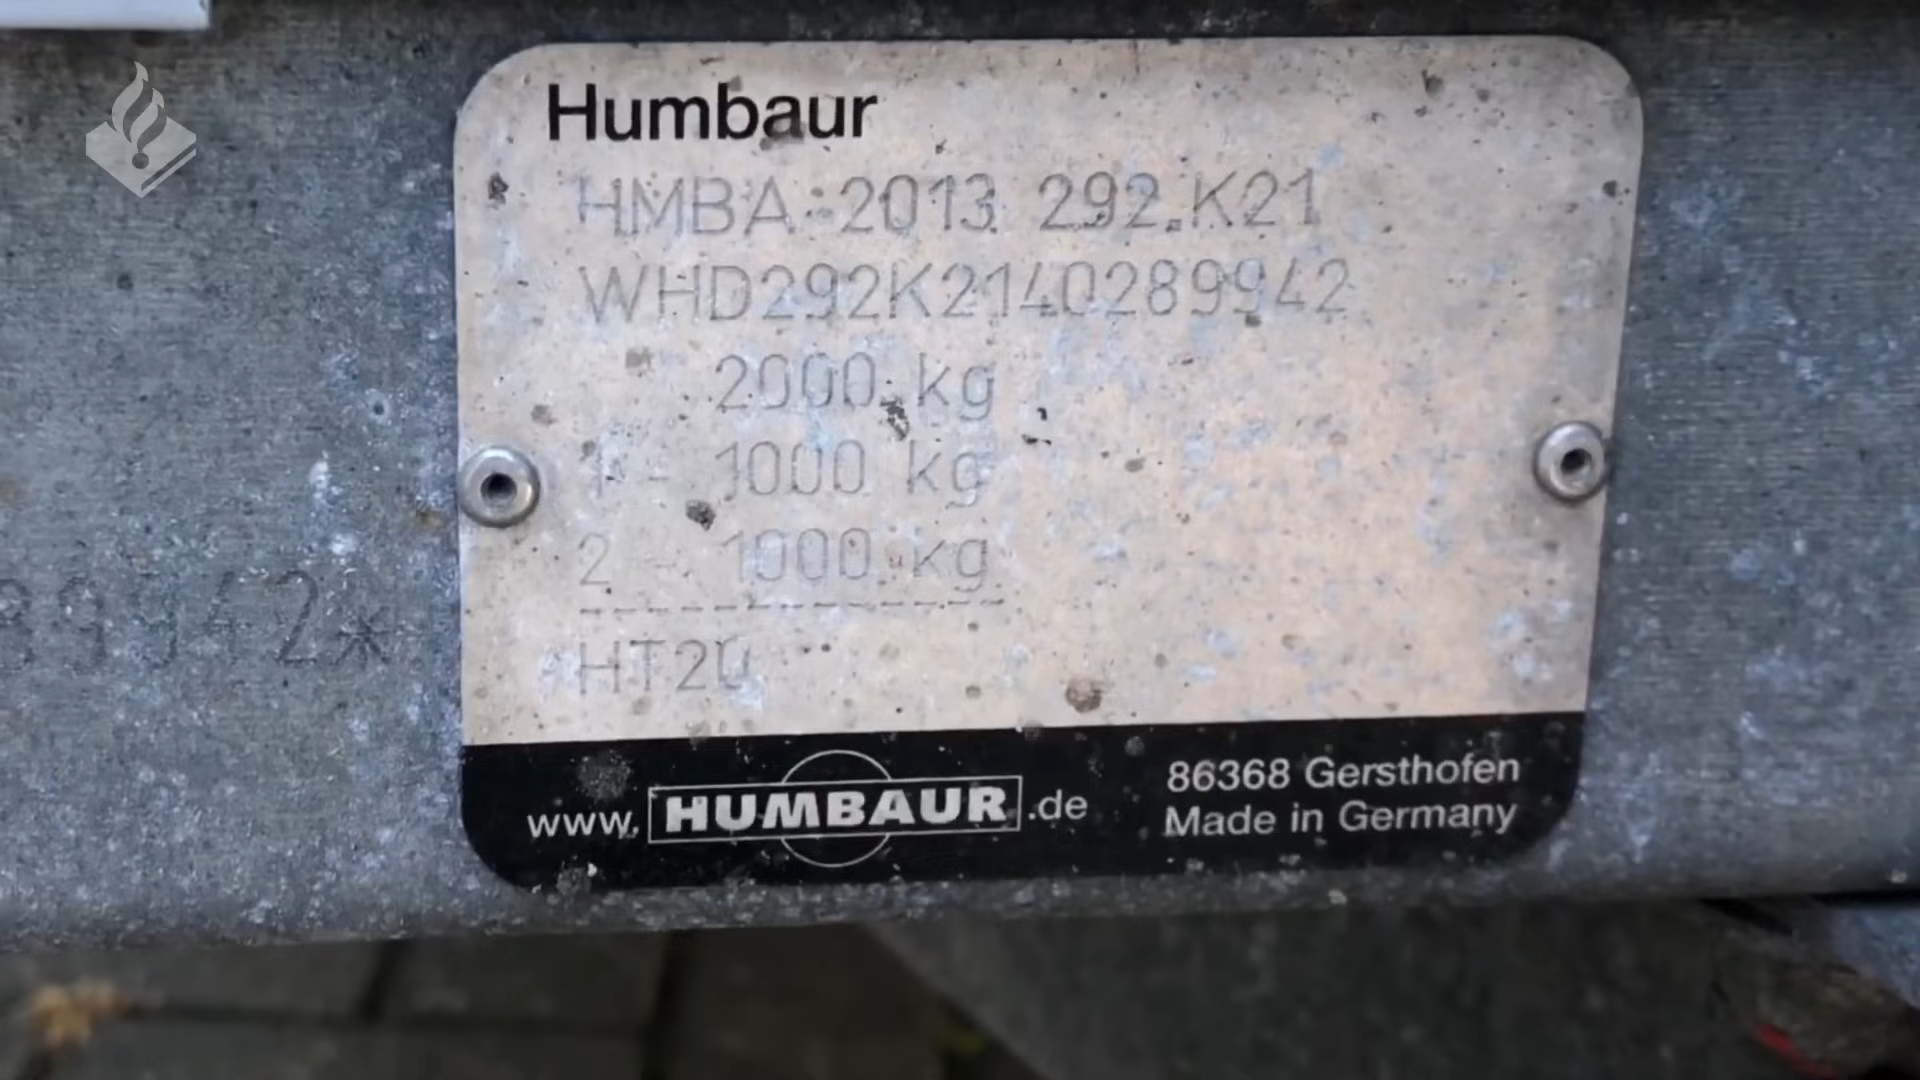 Humbaur
HMBA-2013 292.K21
WHD292K2140289942
2000 kg
1 - 1000 kg
2 - 1000 kg
HT20
89942*
www.HUMBAUR.de
86368 Gersthofen
Made in Germany